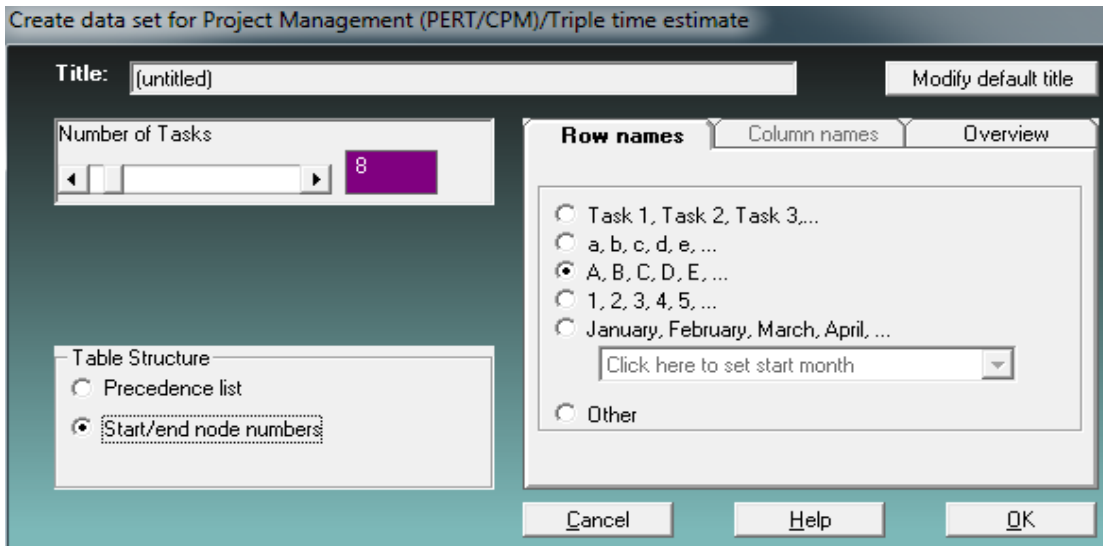 Create data set for Project Management (PERT/CPM)/Triple time estimate
Title: (untitled) Modify default title
Number of Tasks
8
Row names Column names Overview
Task 1, Task 2, Task 3,...
a, b, c, d, e, ...
A, B, C, D, E, ...
1, 2, 3, 4, 5, ...
January, February, March, April, ...
Click here to set start month
Other
Table Structure
Precedence list
Start/end node numbers
Cancel Help OK